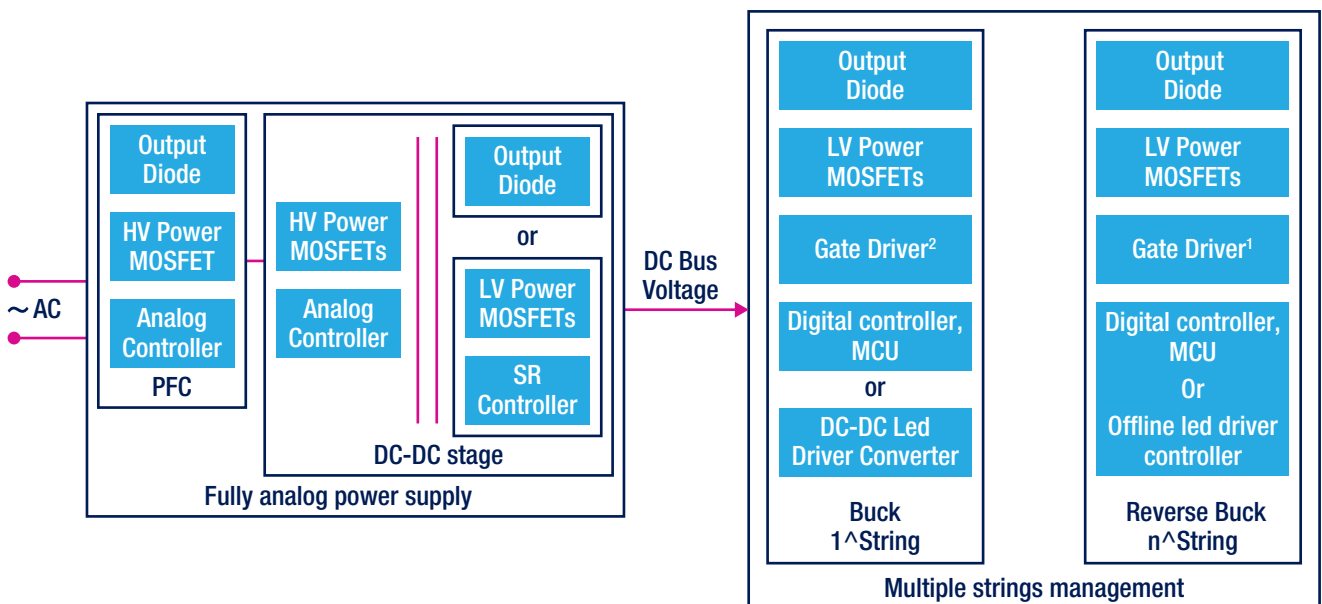 ~ AC
Output
Diode
HV Power
MOSFET
Analog
Controller
PFC
HV Power
MOSFETs
Analog
Controller
Output
Diode
or
LV Power
MOSFETs
SR
Controller
DC-DC stage
Fully analog power supply
DC Bus
Voltage
Output
Diode
LV Power
MOSFETs
Gate Driver²
Digital controller,
MCU
or
DC-DC Led
Driver Converter
Buck
1^String
Output
Diode
LV Power
MOSFETs
Gate Driver¹
Digital controller,
MCU
Or
Offline led driver
controller
Reverse Buck
n^String
Multiple strings management